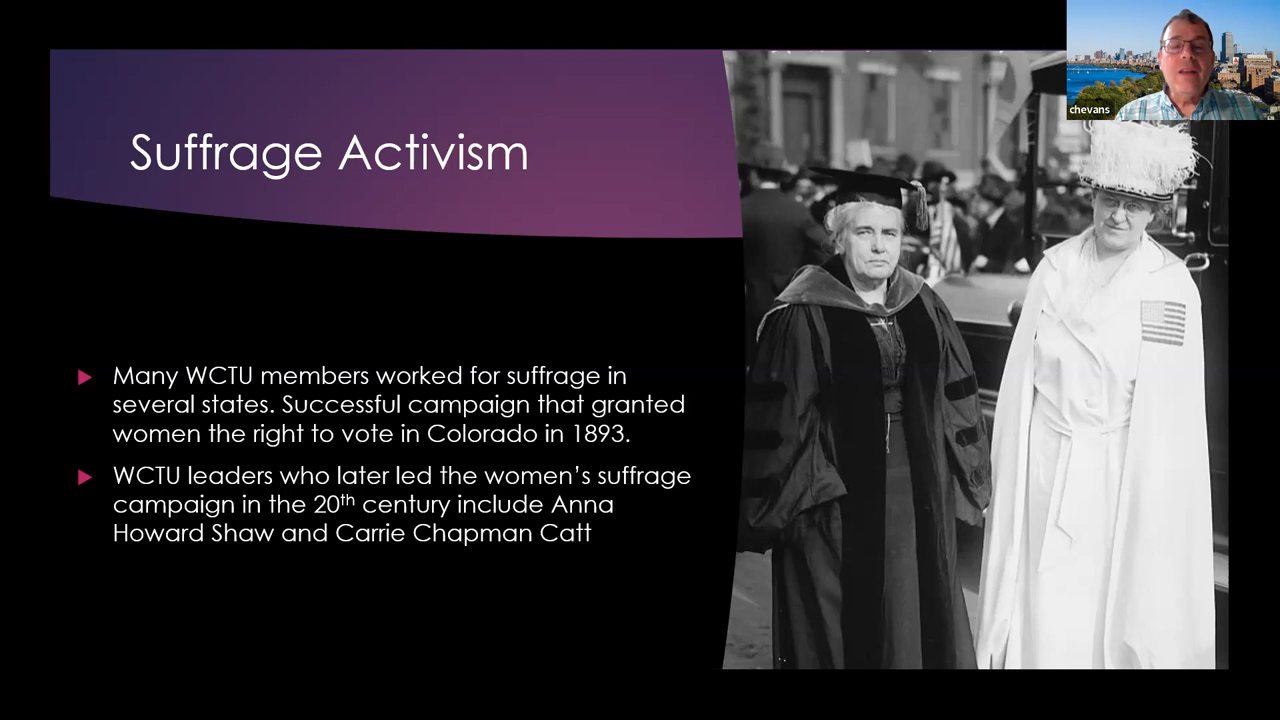 chevans
Suffrage Activism
Many WCTU members worked for suffrage in
several states. Successful campaign that granted
women the right to vote in Colorado in 1893.
WCTU leaders who later led the women’s suffrage
campaign in the 20th century include Anna
Howard Shaw and Carrie Chapman Catt